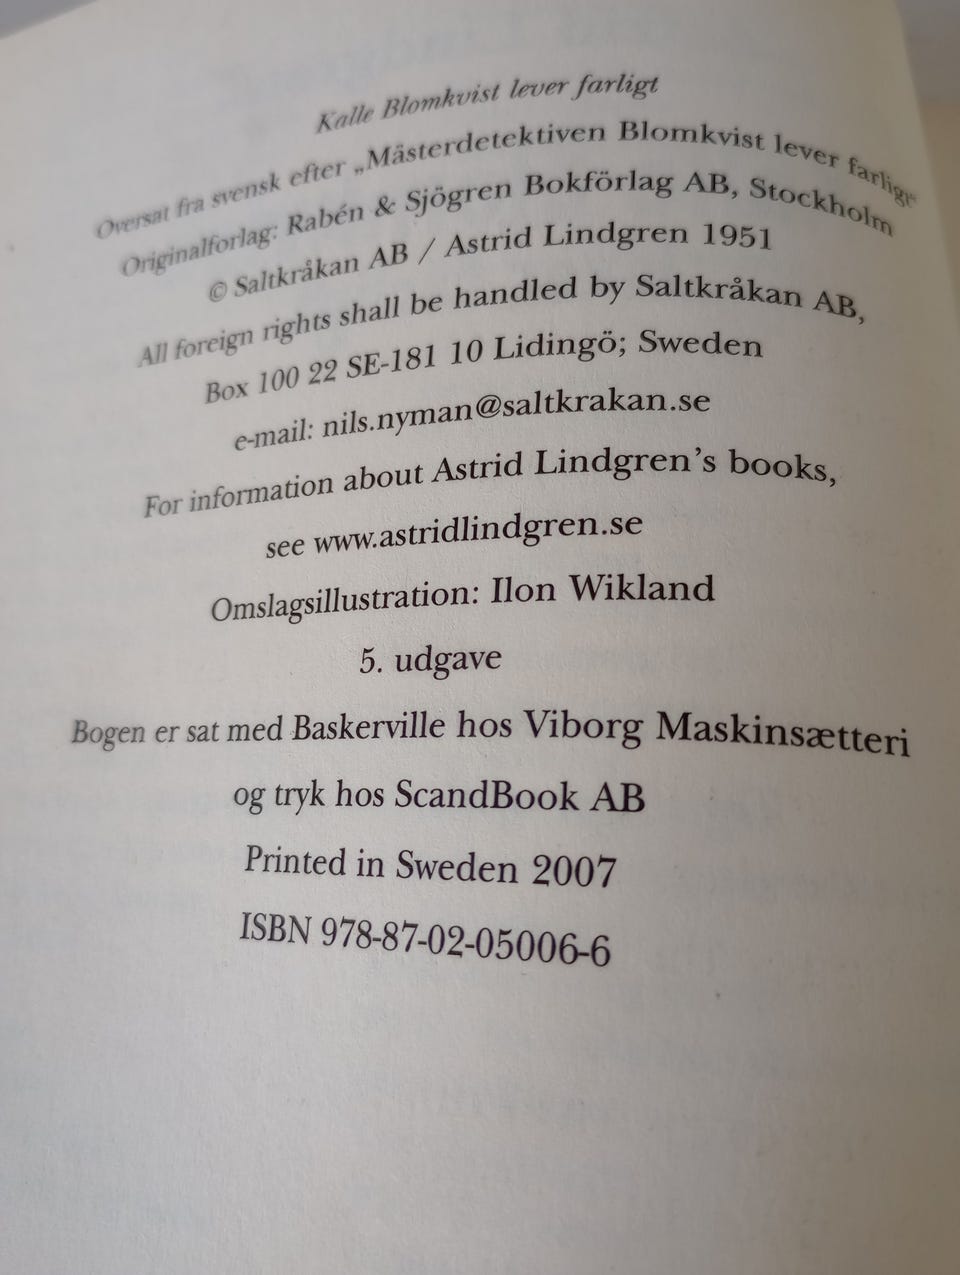 Kalle Blomkvist lever farligt
Oversat fra svensk efter „Mästerdetektiven Blomkvist lever farligt“
Originalforlag: Rabén & Sjögren Bokförlag AB, Stockholm
© Saltkråkan AB / Astrid Lindgren 1951
All foreign rights shall be handled by Saltkråkan AB,
Box 100 22 SE-181 10 Lidingö; Sweden
e-mail: nils.nyman@saltkrakan.se
For information about Astrid Lindgren’s books,
see www.astridlindgren.se
Omslagsillustration: Ilon Wikland
5. udgave
Bogen er sat med Baskerville hos Viborg Maskinsætteri
og tryk hos ScandBook AB
Printed in Sweden 2007
ISBN 978-87-02-05006-6